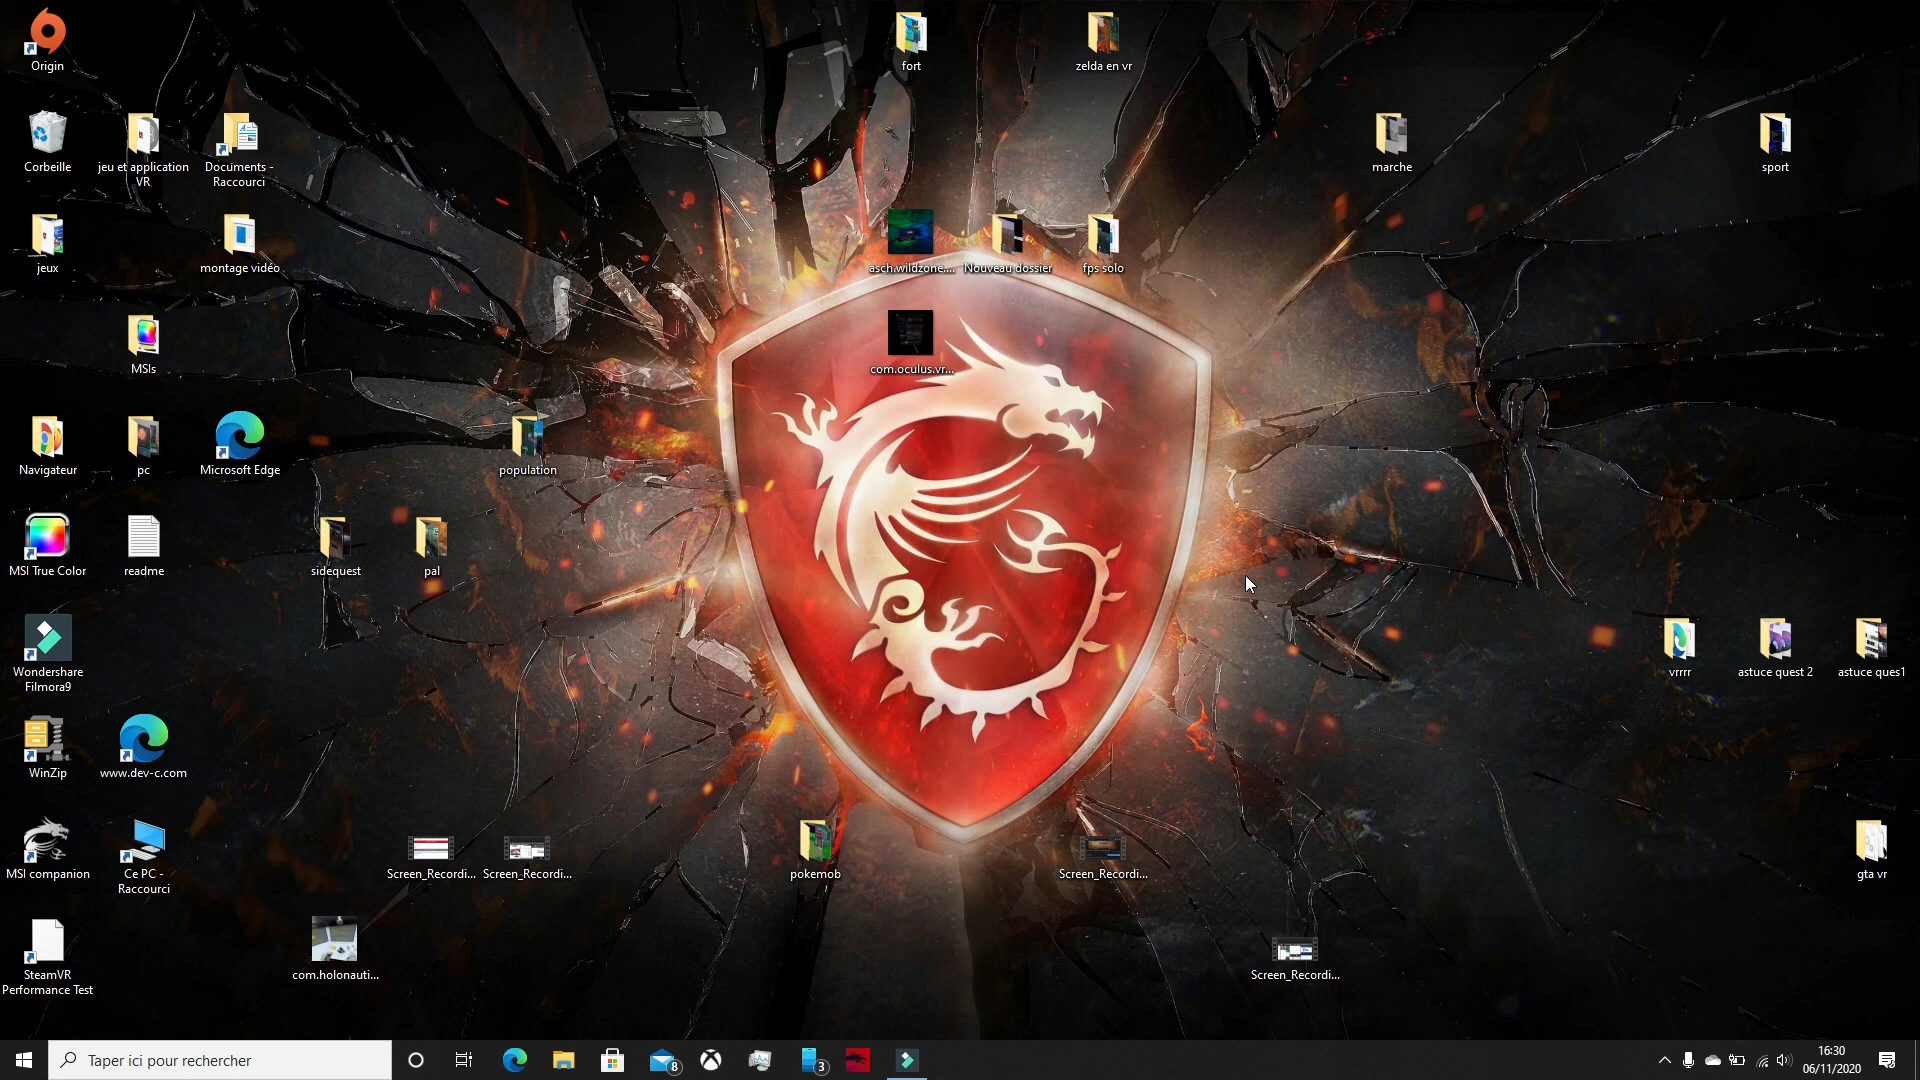 Origin
fort
zelda en vr
Corbeille
jeu et application
VR
Documents -
Raccourci
marche
sport
jeux
montage vidéo
asch.wildzone....
Nouveau dossier
fps solo
MSIs
com.oculus.vr...
Navigateur
pc
Microsoft Edge
population
MSI True Color
readme
sidequest
pal
Wondershare
Filmora9
vrrrr
astuce quest 2
astuce ques1
WinZip
www.dev-c.com
MSI companion
Ce PC -
Raccourci
Screen_Recordi...
Screen_Recordi...
pokemob
Screen_Recordi...
gta vr
SteamVR
Performance Test
com.holonauti...
Screen_Recordi...
Taper ici pour rechercher
8
3
16:30
06/11/2020